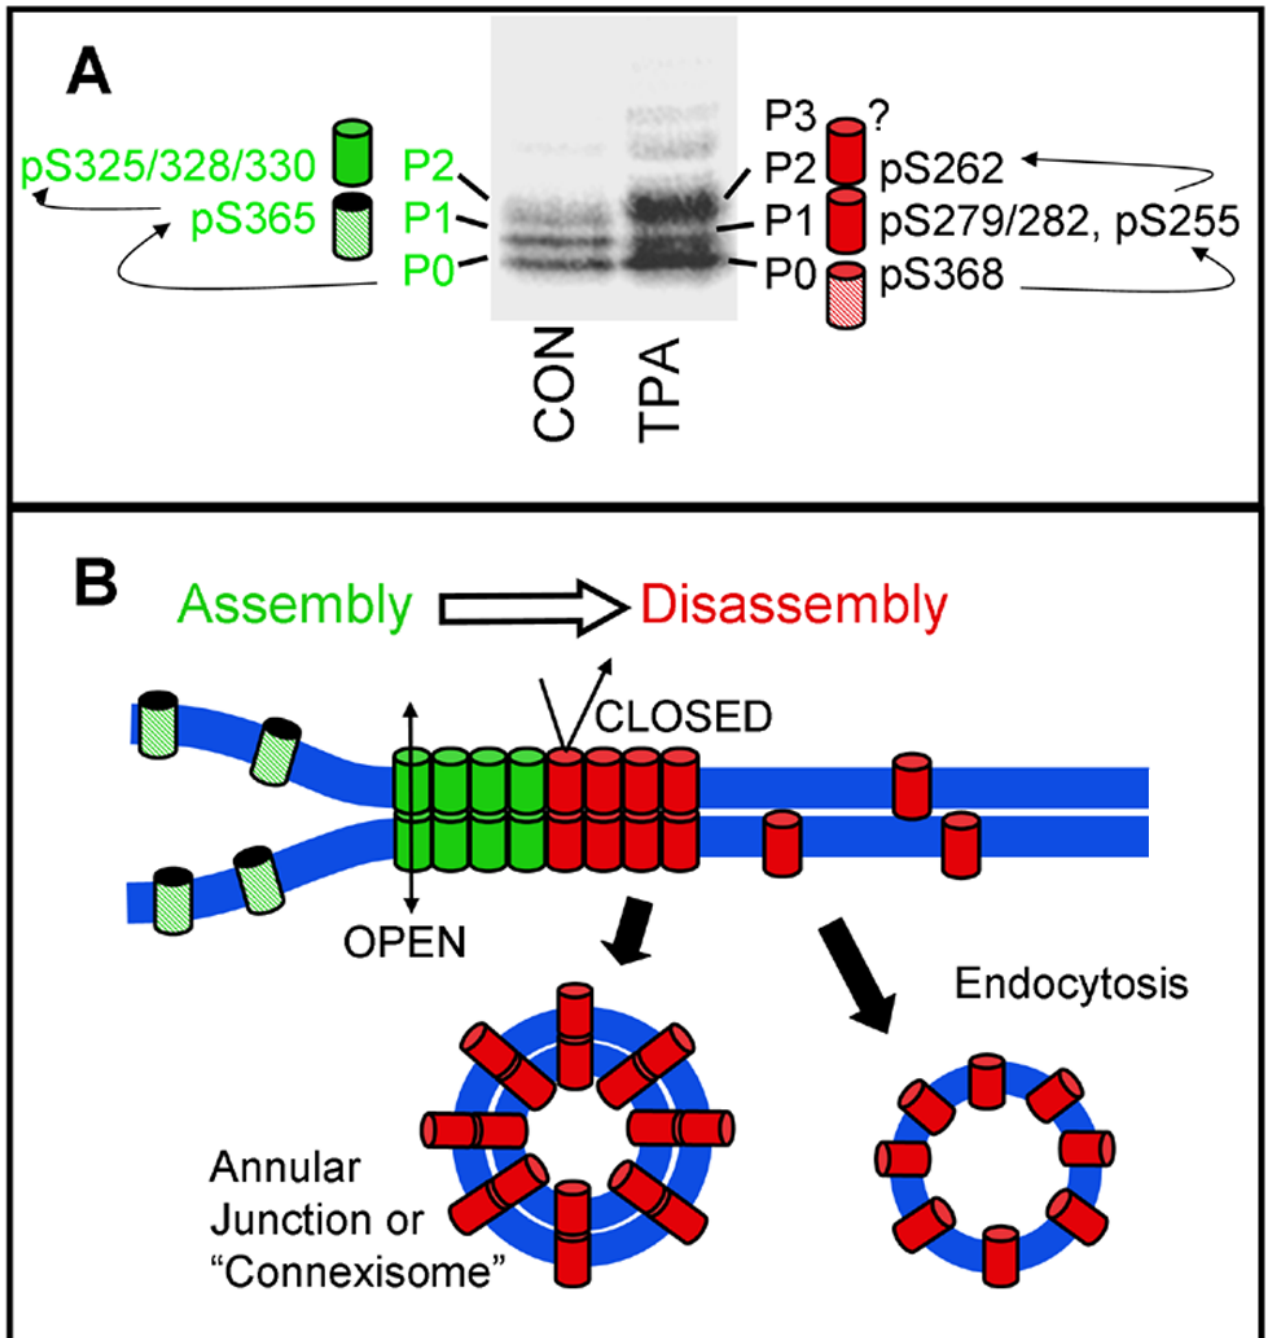 A
pS325/328/330
pS365
P2
P1
P0
P3 ?
P2 pS262
P1 pS279/282, pS255
P0 pS368
CON
TPA
B
Assembly
Disassembly
CLOSED
OPEN
Endocytosis
Annular
Junction or
“Connexisome”